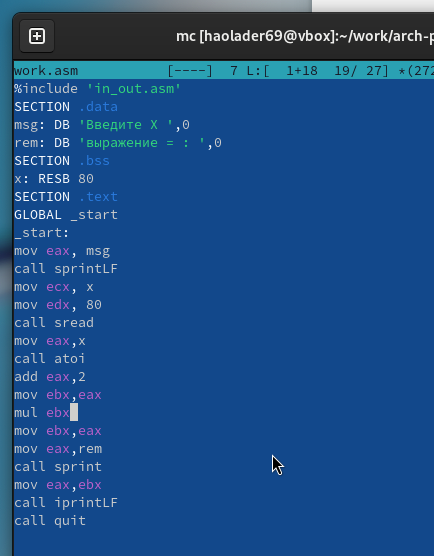 mc [haolader69@vbox]:~/work/arch-p
work.asm [----] 7 L:[ 1+18 19/ 27] *(272
%include 'in_out.asm'
SECTION .data
msg: DB 'Введите X ',0
rem: DB 'выражение = : ',0
SECTION .bss
x: RESB 80
SECTION .text
GLOBAL _start
_start:
mov eax, msg
call sprintLF
mov ecx, x
mov edx, 80
call sread
mov eax,x
call atoi
add eax,2
mov ebx,eax
mul ebx
mov ebx,eax
mov eax,rem
call sprint
mov eax,ebx
call iprintLF
call quit